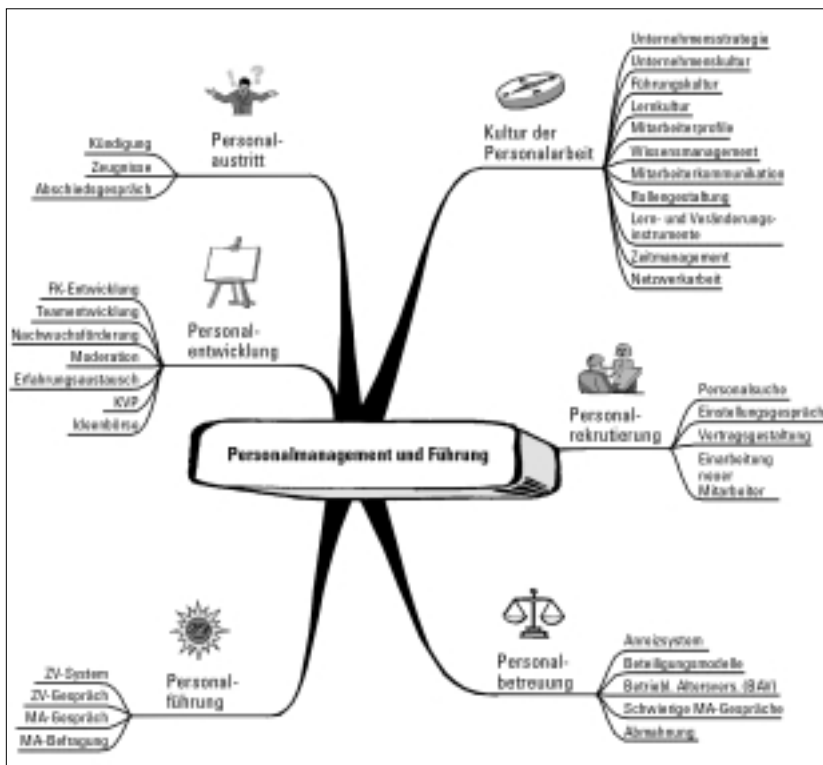 Personalmanagement und Führung
Kultur der
Personalarbeit
Unternehmensstrategie
Unternehmenskultur
Führungskultur
Lernkultur
Mitarbeiterprofile
Wissensmanagement
Mitarbeiterkommunikation
Rollengestaltung
Lern- und Veränderungs-
instrumente
Zeitmanagement
Netzwerkarbeit
Personal-
rekrutierung
Personalsuche
Einstellungsgespräch
Vertragsgestaltung
Einarbeitung
neuer
Mitarbeiter
Personal-
betreuung
Anreizsystem
Beteiligungsmodelle
Betriebl. Altersvers. (BAV)
Schwierige MA-Gespräche
Abmahnung
Personal-
führung
ZV-System
ZV-Gespräch
MA-Gespräch
MA-Befragung
Personal-
entwicklung
FK-Entwicklung
Teamentwicklung
Nachwuchsförderung
Moderation
Erfahrungsaustausch
KVP
Ideenbörse
Personal-
austritt
! ?
Kündigung
Zeugnisse
Abschiedsgespräch